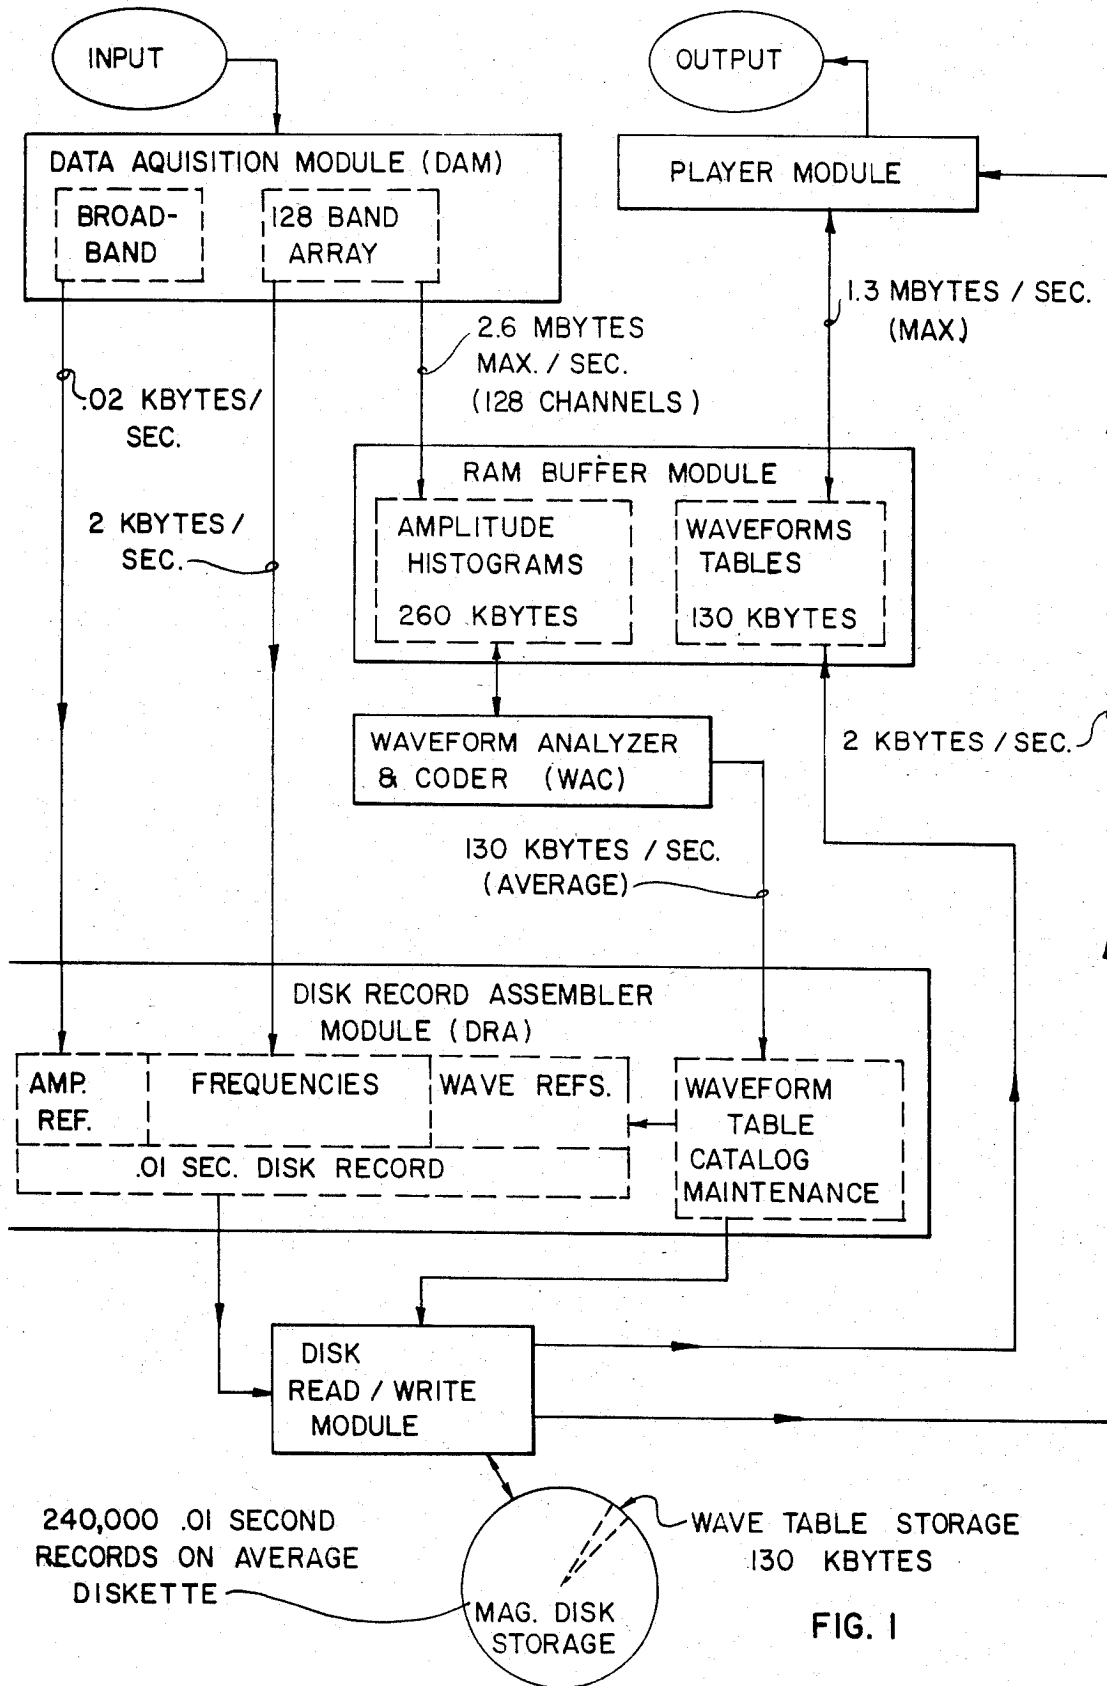 INPUT
OUTPUT
DATA AQUISITION MODULE (DAM)
BROAD-
BAND
128 BAND
ARRAY
PLAYER MODULE
1.3 MBYTES / SEC.
(MAX.)
2.6 MBYTES
MAX. / SEC.
(128 CHANNELS)
.02 KBYTES/
SEC.
2 KBYTES/
SEC.
RAM BUFFER MODULE
AMPLITUDE
HISTOGRAMS
260 KBYTES
WAVEFORMS
TABLES
130 KBYTES
WAVEFORM ANALYZER
& CODER (WAC)
2 KBYTES / SEC.
130 KBYTES / SEC.
(AVERAGE)
DISK RECORD ASSEMBLER
MODULE (DRA)
AMP.
REF.
FREQUENCIES
WAVE REFS.
.01 SEC. DISK RECORD
WAVEFORM
TABLE
CATALOG
MAINTENANCE
DISK
READ / WRITE
MODULE
240,000 .01 SECOND
RECORDS ON AVERAGE
DISKETTE
WAVE TABLE STORAGE
130 KBYTES
MAG. DISK
STORAGE
FIG. 1